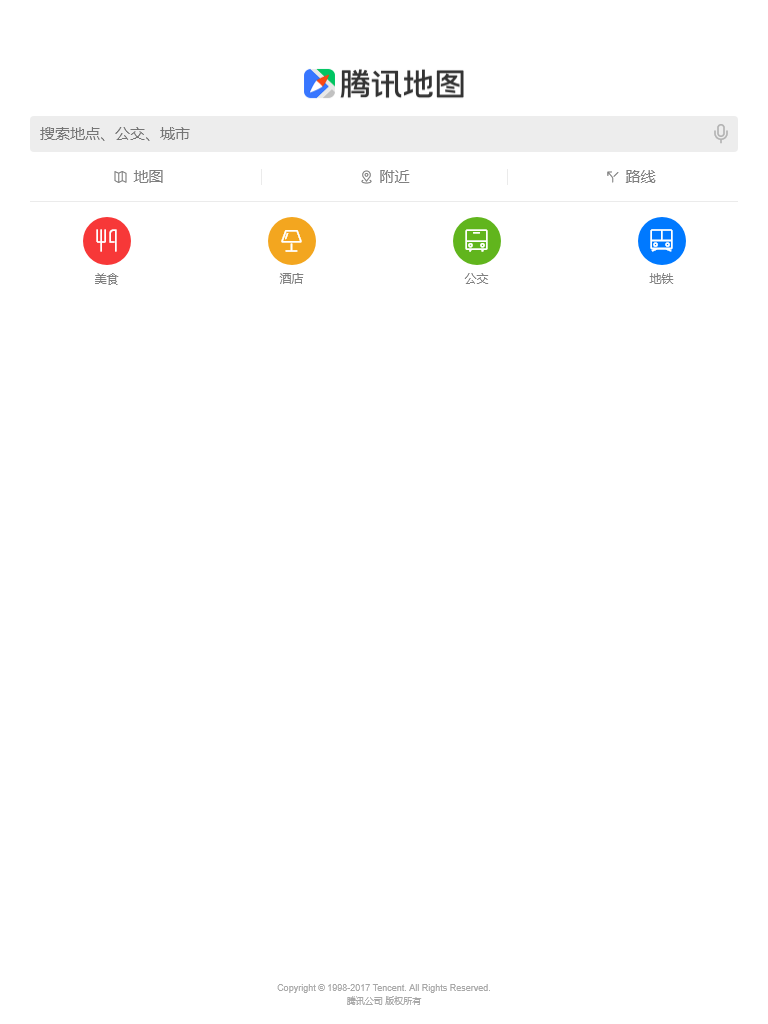 腾讯地图
搜索地点、公交、城市
地图 附近 路线
美食 酒店 公交 地铁
Copyright © 1998-2017 Tencent. All Rights Reserved.
腾讯公司 版权所有